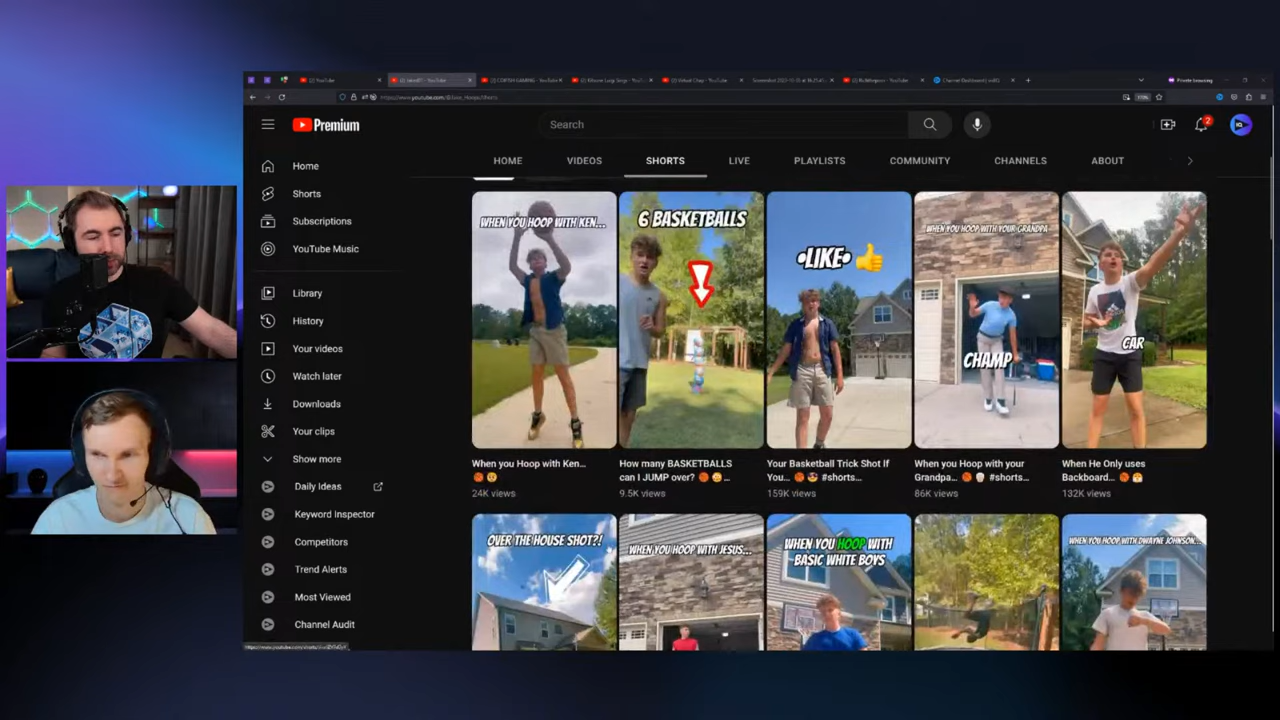 Private browsing
Premium
Search
2
HOME
VIDEOS
SHORTS
LIVE
PLAYLISTS
COMMUNITY
CHANNELS
ABOUT
Home
Shorts
Subscriptions
YouTube Music
Library
History
Your videos
Watch later
Downloads
Your clips
Show more
Daily Ideas
Keyword Inspector
Competitors
Trend Alerts
Most Viewed
Channel Audit
WHEN YOU HOOP WITH KEN...
When you Hoop with Ken...
24K views
6 BASKETBALLS
How many BASKETBALLS
can I JUMP over? 🏀😳...
9.5K views
•LIKE• 👍
Your Basketball Trick Shot If
You... 🏀😎 #shorts...
159K views
WHEN YOU HOOP WITH YOUR GRANDPA
CHAMP
When you Hoop with your
Grandpa... 🏀 #shorts...
86K views
CAR
When He Only uses
Backboard... 🏀
132K views
OVER THE HOUSE SHOT?!
WHEN YOU HOOP WITH JESUS...
WHEN YOU HOOP WITH
BASIC WHITE BOYS
WHEN YOU HOOP WITH DWAYNE JOHNSON...